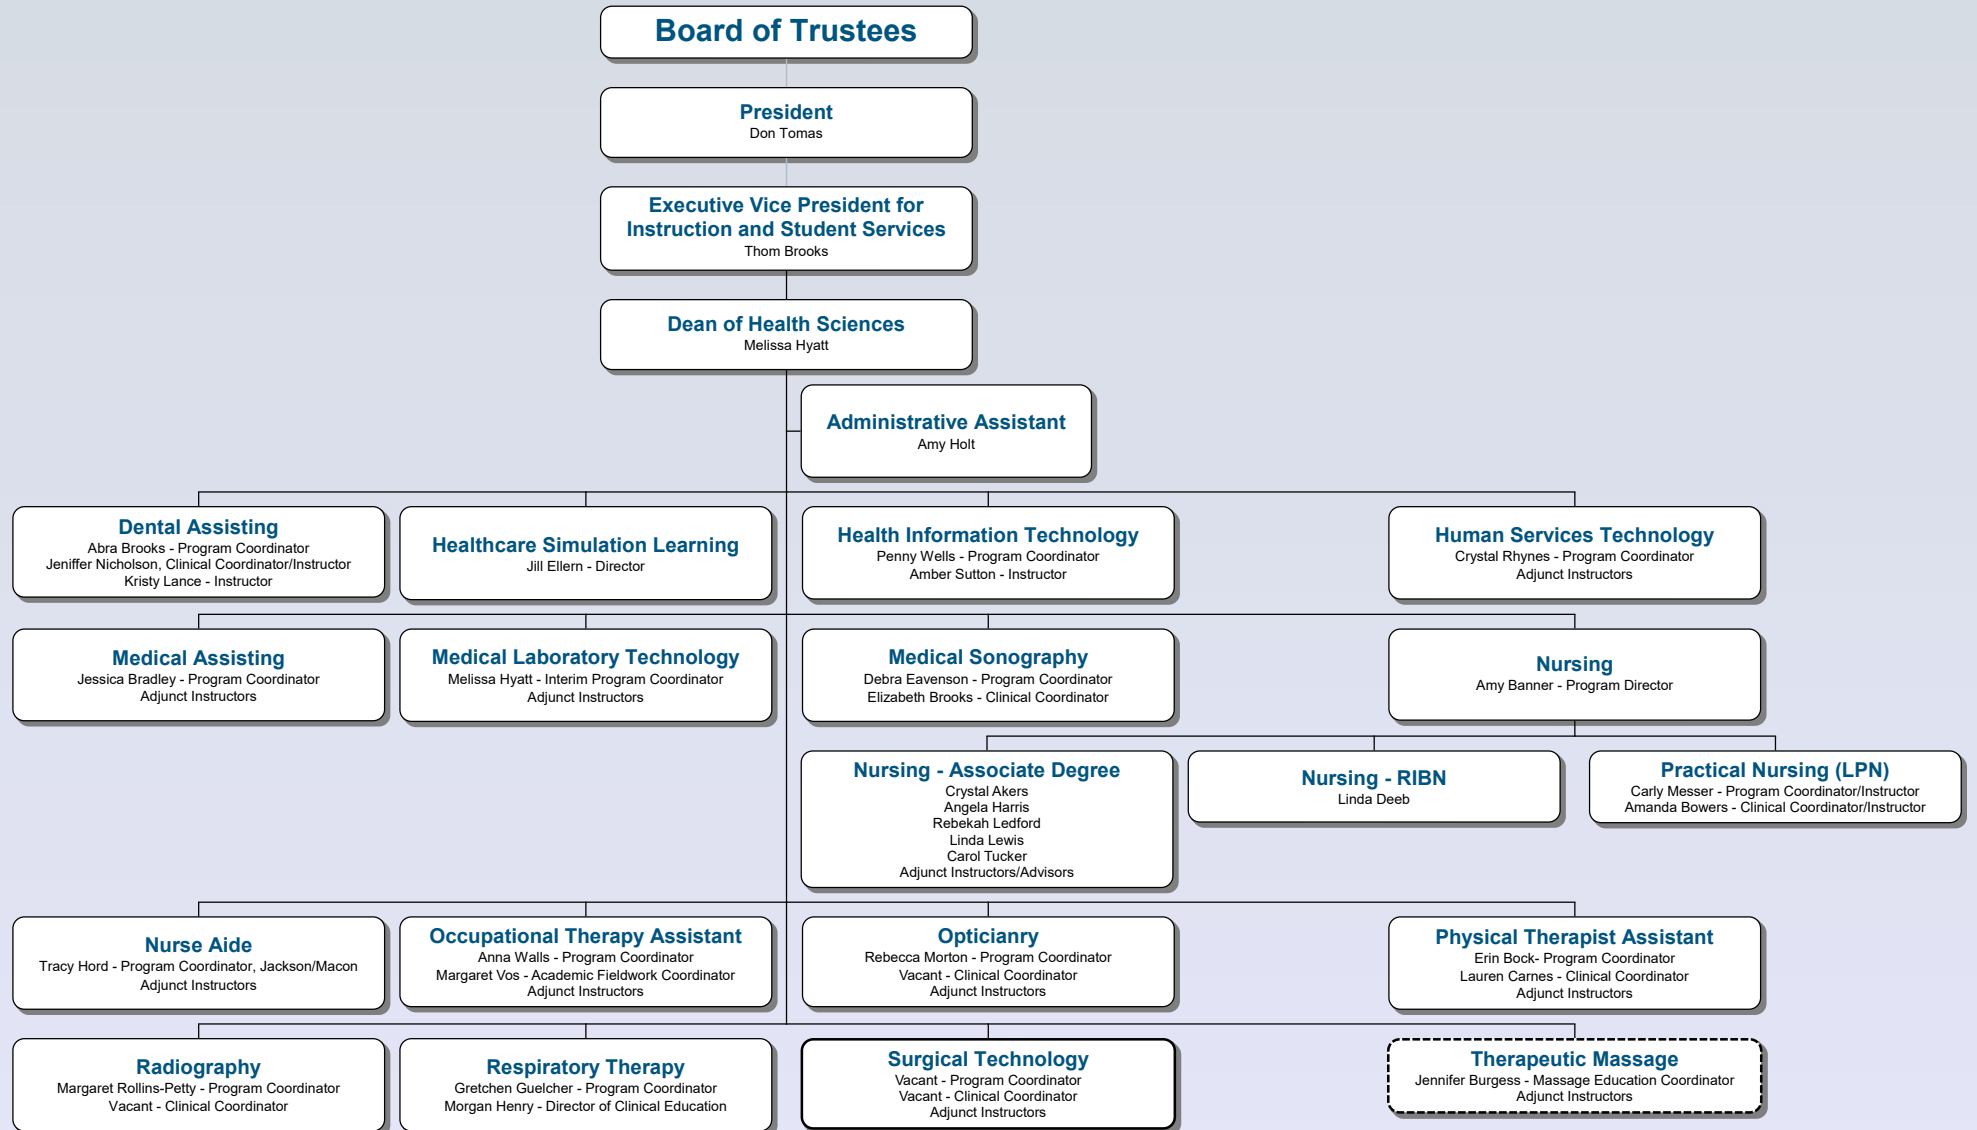 Board of Trustees
President
Don Tomas
Executive Vice President for
Instruction and Student Services
Thom Brooks
Dean of Health Sciences
Melissa Hyatt
Administrative Assistant
Amy Holt
Dental Assisting
Abra Brooks - Program Coordinator
Jeniffer Nicholson, Clinical Coordinator/Instructor
Kristy Lance - Instructor
Healthcare Simulation Learning
Jill Ellern - Director
Health Information Technology
Penny Wells - Program Coordinator
Amber Sutton - Instructor
Human Services Technology
Crystal Rhynes - Program Coordinator
Adjunct Instructors
Medical Assisting
Jessica Bradley - Program Coordinator
Adjunct Instructors
Medical Laboratory Technology
Melissa Hyatt - Interim Program Coordinator
Adjunct Instructors
Medical Sonography
Debra Eavenson - Program Coordinator
Elizabeth Brooks - Clinical Coordinator
Nursing
Amy Banner - Program Director
Nursing - Associate Degree
Crystal Akers
Angela Harris
Rebekah Ledford
Linda Lewis
Carol Tucker
Adjunct Instructors/Advisors
Nursing - RIBN
Linda Deeb
Practical Nursing (LPN)
Carly Messer - Program Coordinator/Instructor
Amanda Bowers - Clinical Coordinator/Instructor
Nurse Aide
Tracy Hord - Program Coordinator, Jackson/Macon
Adjunct Instructors
Occupational Therapy Assistant
Anna Walls - Program Coordinator
Margaret Vos - Academic Fieldwork Coordinator
Adjunct Instructors
Opticianry
Rebecca Morton - Program Coordinator
Vacant - Clinical Coordinator
Adjunct Instructors
Physical Therapist Assistant
Erin Bock- Program Coordinator
Lauren Carnes - Clinical Coordinator
Adjunct Instructors
Radiography
Margaret Rollins-Petty - Program Coordinator
Vacant - Clinical Coordinator
Respiratory Therapy
Gretchen Guelcher - Program Coordinator
Morgan Henry - Director of Clinical Education
Surgical Technology
Vacant - Program Coordinator
Vacant - Clinical Coordinator
Adjunct Instructors
Therapeutic Massage
Jennifer Burgess - Massage Education Coordinator
Adjunct Instructors